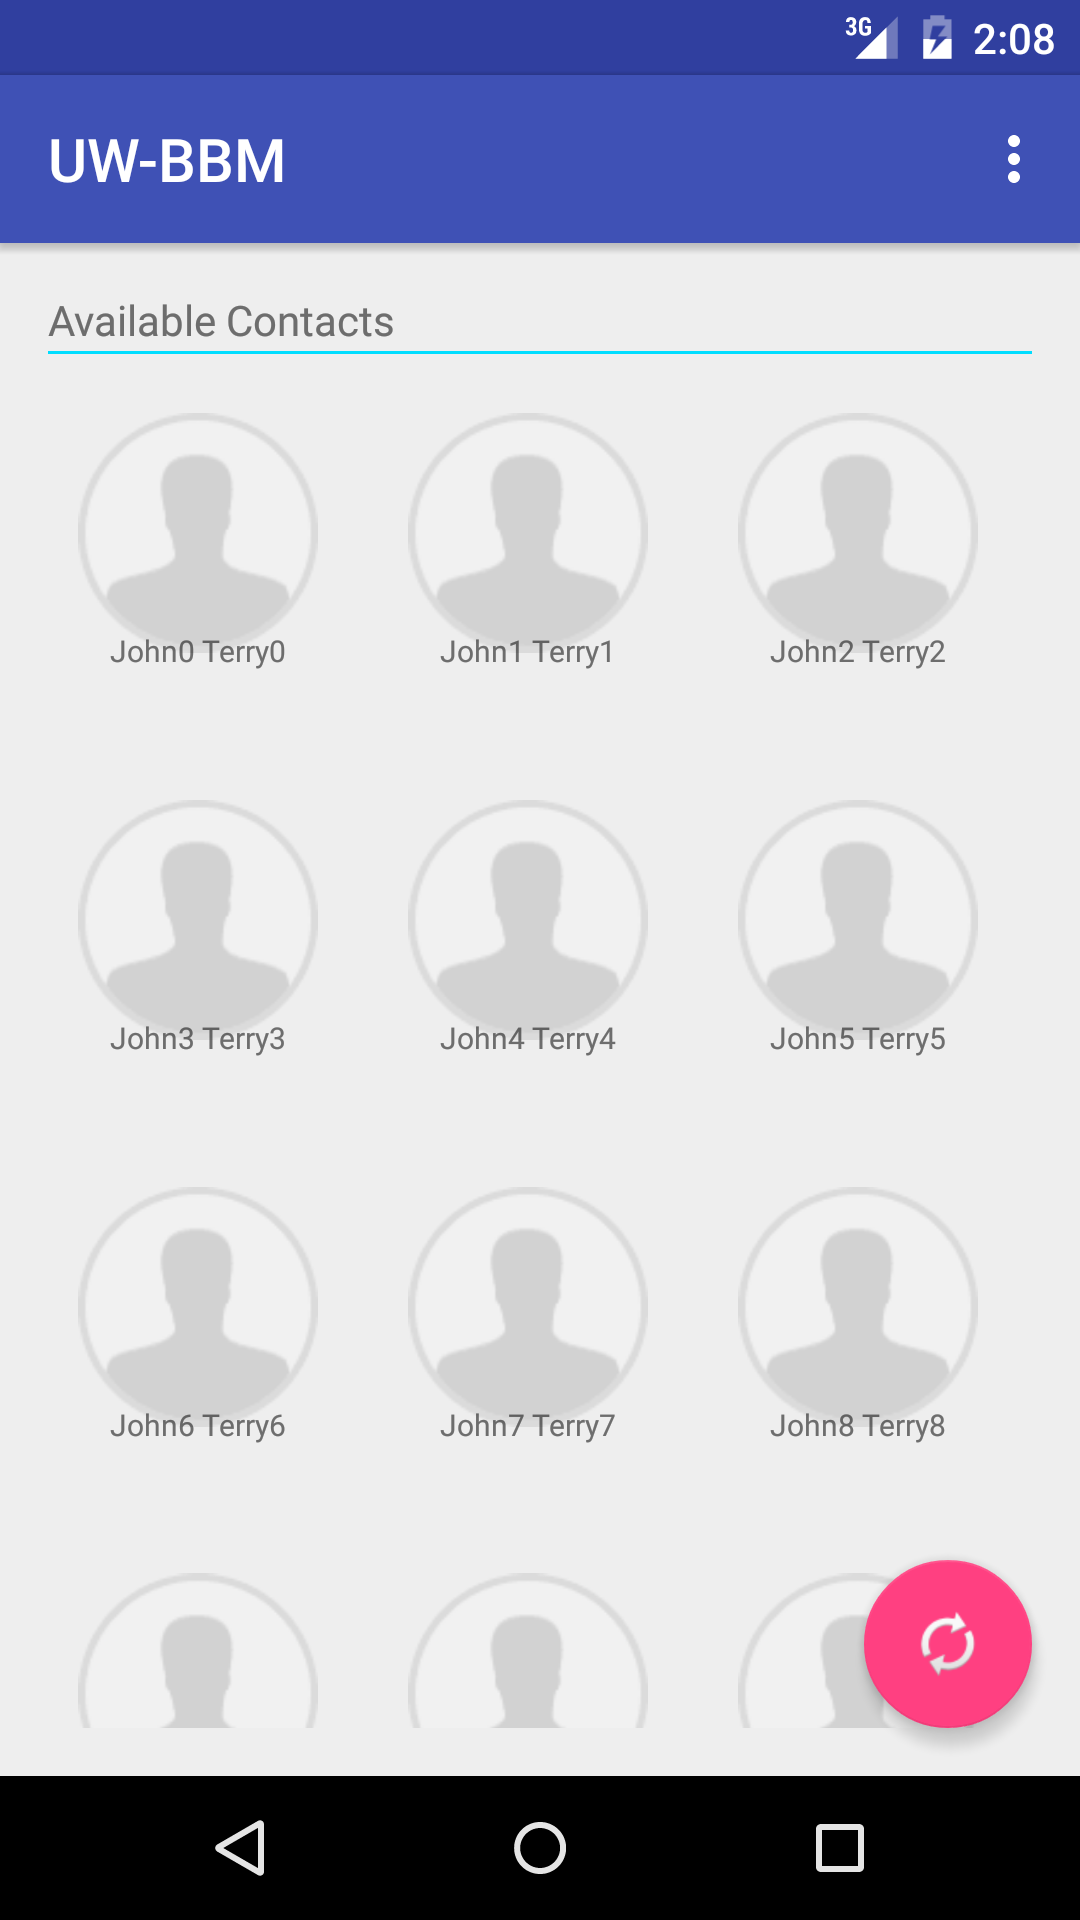 3G 2:08
UW-BBM
Available Contacts
John0 Terry0 John1 Terry1 John2 Terry2
John3 Terry3 John4 Terry4 John5 Terry5
John6 Terry6 John7 Terry7 John8 Terry8